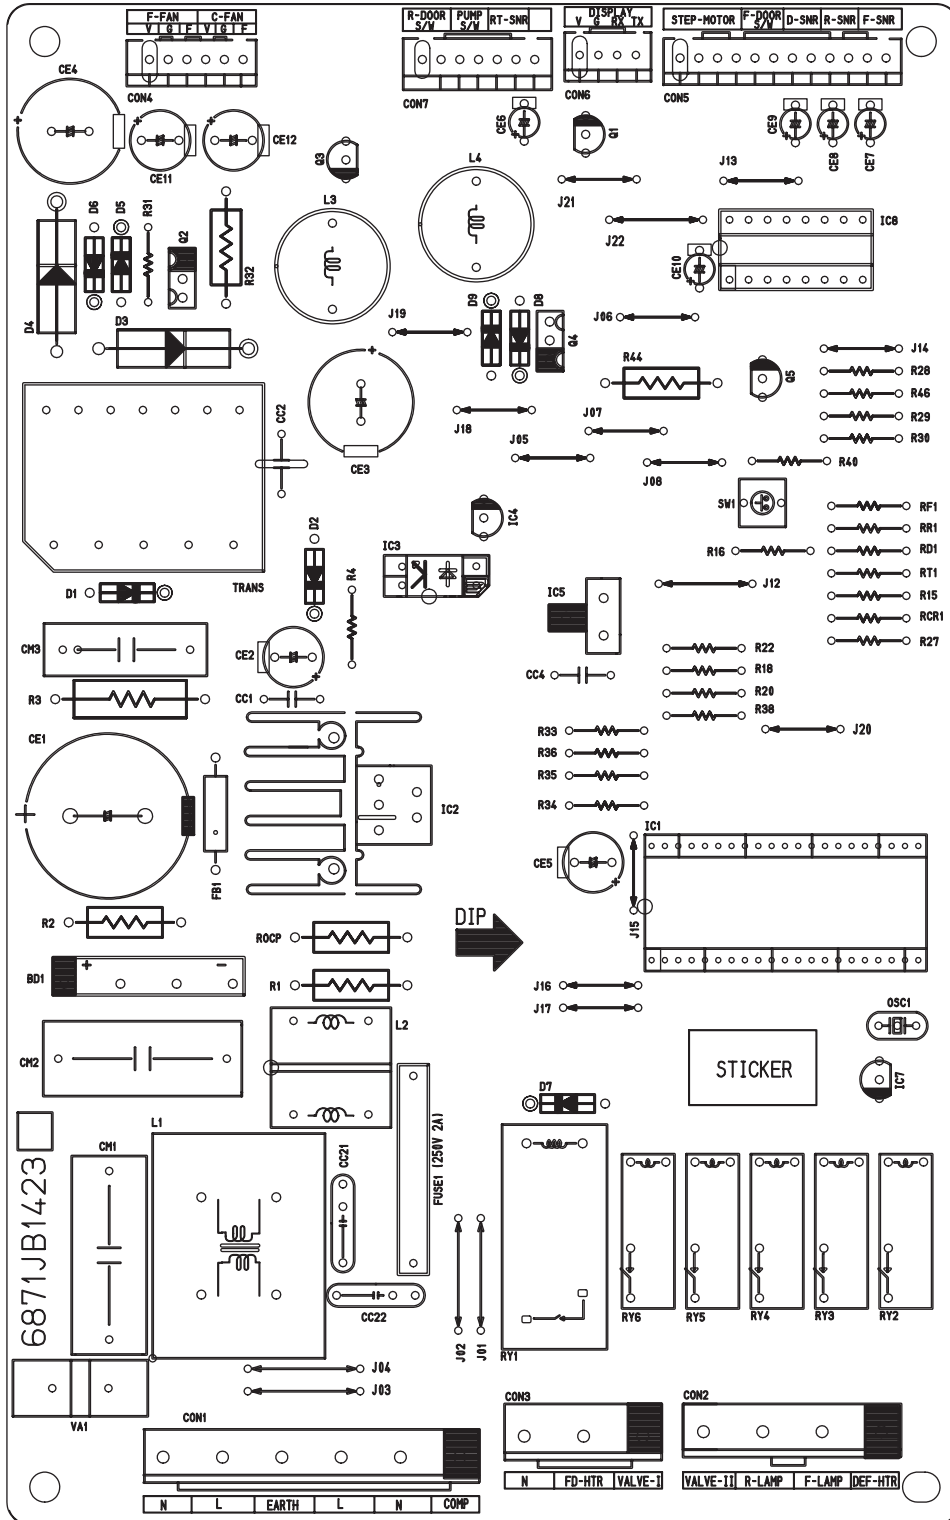 F-FAN C-FAN
V G F V G F
CON4
R-DOOR S/W PUMP S/W RT-SNR
CON7
DISPLAY
V G RX TX
CON6
STEP-MOTOR F-DOOR S/W D-SNR R-SNR F-SNR
CON5
CE4
CE11
CE12
Q3
CE6
Q1
CE9
CE8
CE7
L4
L3
J13
J21
J22
IC8
D6
D5
R31
Q2
R32
CE10
D4
D3
J19
D9
D8
Q4
J06
J14
R44
Q5
R28
R46
R29
R30
CC2
CE3
J18
J07
J05
J08
R40
SW1
RF1
RR1
RD1
RT1
R15
RCR1
R27
IC4
D2
IC3
R16
D1
TRANS
R4
IC5
J12
CM3
CE2
R22
R18
R20
R38
CC4
R3
CC1
CE1
R33
R36
R35
R34
J20
IC2
IC1
CE5
FB1
J15
R2
ROCP
DIP
BD1
+ -
R1
J16
J17
OSC1
L2
CM2
STICKER
IC7
D7
L1
CM1
CC21
FUSE1 (250V 2A)
6871JB1423
CC22
RY6
RY5
RY4
RY3
RY2
RY1
J02
J01
J04
J03
VA1
CON1
CON3
CON2
N L EARTH L N COMP
N FD-HTR VALVE-I
VALVE-II R-LAMP F-LAMP DEF-HTR